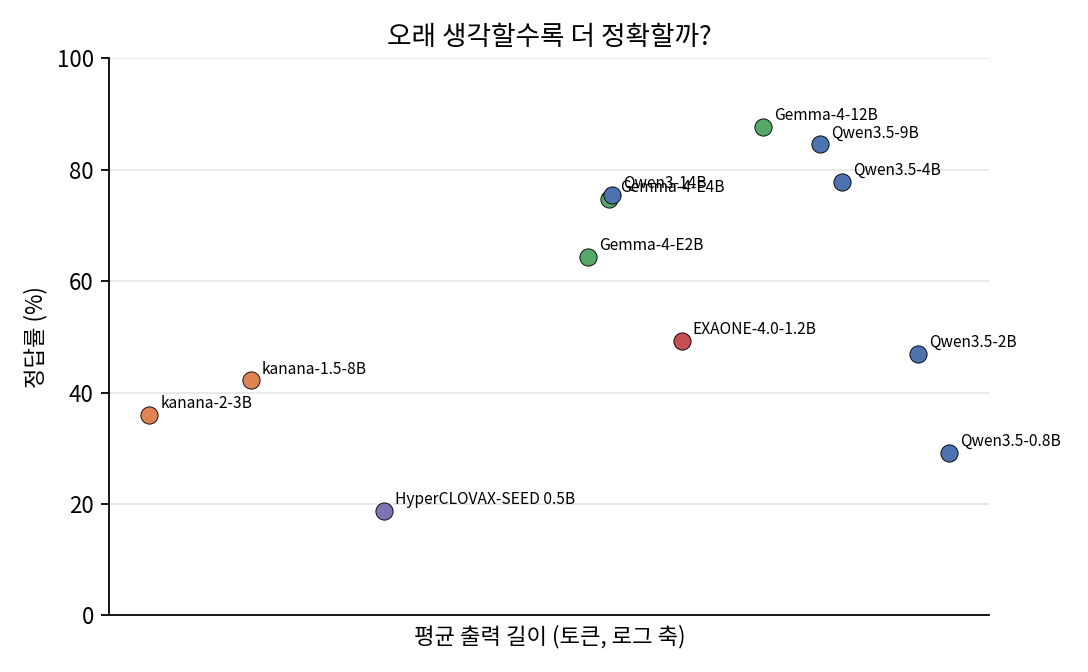 오래 생각할수록 더 정확할까?
100
80
60
40
20
0
정답률 (%)
Gemma-4-12B
Qwen3.5-9B
Qwen3.5-4B
Qwen3-14B
Gemma-4-E4B
Gemma-4-E2B
EXAONE-4.0-1.2B
Qwen3.5-2B
kanana-1.5-8B
kanana-2-3B
Qwen3.5-0.8B
HyperCLOVAX-SEED 0.5B
평균 출력 길이 (토큰, 로그 축)